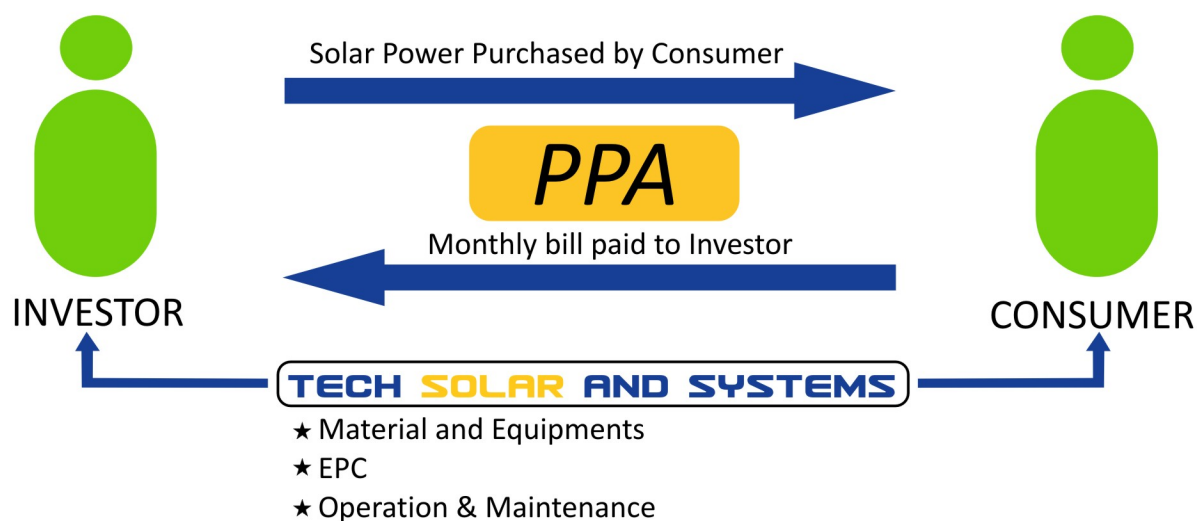 Solar Power Purchased by Consumer
PPA
Monthly bill paid to Investor
INVESTOR
CONSUMER
TECH SOLAR AND SYSTEMS
★ Material and Equipments
★ EPC
★ Operation & Maintenance